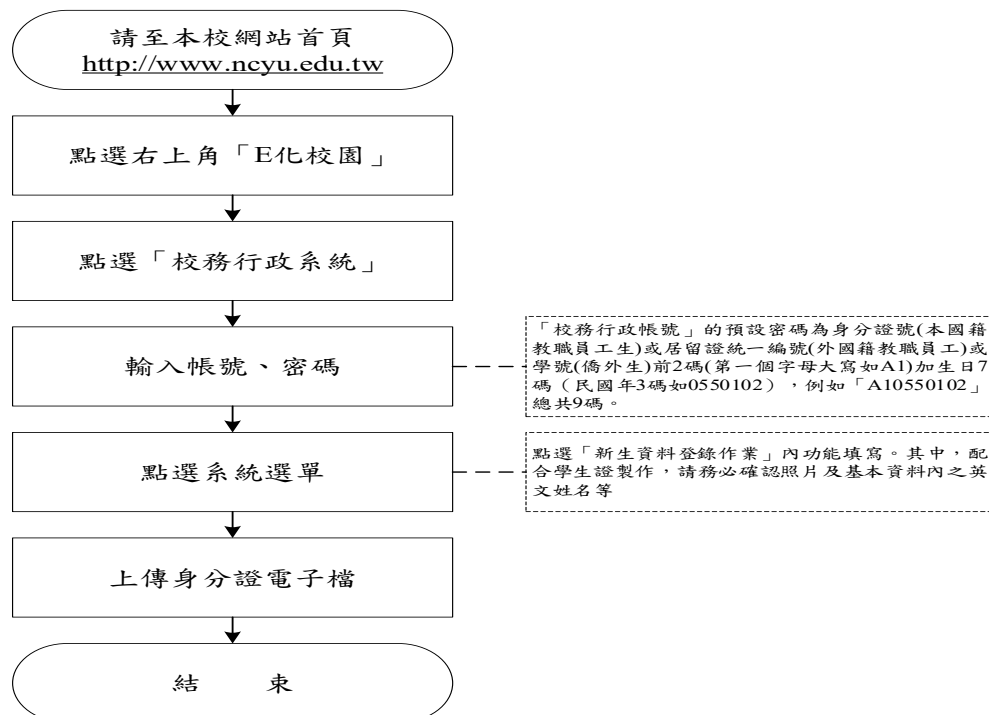 請至本校網站首頁
http://www.ncyu.edu.tw
點選右上角「E化校園」
點選「校務行政系統」
輸入帳號、密碼
「校務行政帳號」的預設密碼為身分證號(本國籍
教職員工生)或居留證統一編號(外國籍教職員工)或
學號(僑外生)前2碼(第一個字母大寫如A1)加生日7
碼（民國年3碼如0550102），例如「A10550102」
總共9碼。
點選系統選單
點選「新生資料登錄作業」內功能填寫。其中，配
合學生證製作，請務必確認照片及基本資料內之英
文姓名等
上傳身分證電子檔
結　　束